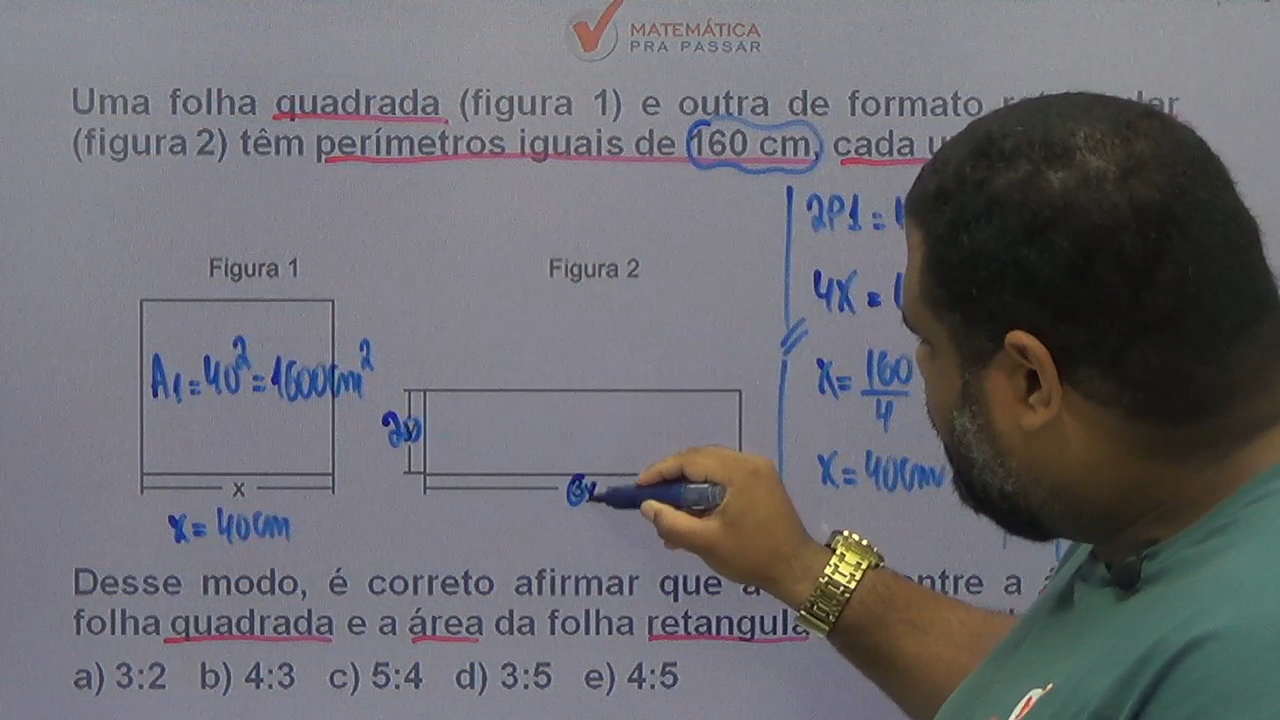 MATEMÁTICA
PRA PASSAR
Uma folha quadrada (figura 1) e outra de formato
(figura 2) têm perímetros iguais de 160 cm, cada
2P1 =
Figura 1 Figura 2
4X =
A1 = 40² = 1600cm²
X = 160/4
X = 40cm
x
X = 40cm
Desse modo, é correto afirmar que a
folha quadrada e a área da folha
a) 3:2 b) 4:3 c) 5:4 d) 3:5 e) 4:5